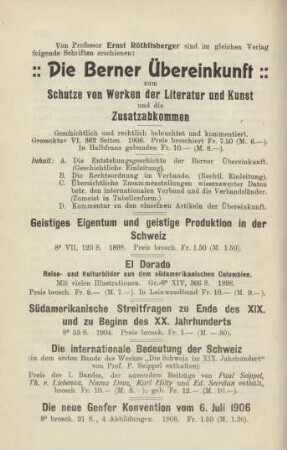 Von Professor Ernst Röthlisberger sind im gleichen Verlag
folgende Schriften erschienen:
:: Die Berner Übereinkunft ::
zum
Schutze von Werken der Literatur und Kunst
und die
Zusatzabkommen
Geschichtlich und rechtlich beleuchtet und kommentiert.
Grossoktav VI, 362 Seiten. 1906. Preis broschiert Fr. 7.50 (M. 6.—).
In Halbfranz gebunden Fr. 10.— (M. 8.—).
Inhalt: A. Die Entstehungsgeschichte der Berner Übereinkunft.
(Geschichtliche Einleitung).
B. Die Rechtsordnung im Verbande. (Rechtl. Einleitung).
C. Übersichtliche Zusammenstellungen wissenswerter Daten
betr. den internationalen Verband und die Verbandsländer.
(Zumeist in Tabellenform.)
D. Kommentar zu den einzelnen Artikeln der Übereinkunft.
Geistiges Eigentum und geistige Produktion in der
Schweiz
8° VII, 120 S. 1898. Preis brosch. Fr. 1.50 (M. 1.50).
El Dorado
Reise- und Kulturbilder aus dem südamerikanischen Columbien.
Mit vielen Illustrationen. Gr.-8° XIV, 366 S. 1898.
Preis brosch. Fr. 8.— (M. 7.—). In Leinwandband Fr. 10.— (M. 9.—).
Südamerikanische Streitfragen zu Ende des XIX.
und zu Beginn des XX. Jahrhunderts
8° 55 S. 1904. Preis brosch. Fr. 1.— (M. —.80).
Die internationale Bedeutung der Schweiz
(in dem ersten Bande des Werkes „Die Schweiz im XIX. Jahrhundert"
von Prof. P. Seippel enthalten).
Preis des I. Bandes, der ausserdem Beiträge von Paul Seippel,
Th. v. Liebenau, Numa Droz, Karl Hilty und Ed. Secrétan enthält,
brosch. Fr. 10.— (M. 8.—); geb. Fr. 12.— (M. 10.—).
Die neue Genfer Konvention vom 6. Juli 1906
8° brosch. 21 S., 4 Abbildungen. 1908. Fr. 1.50 (M. 1.20).